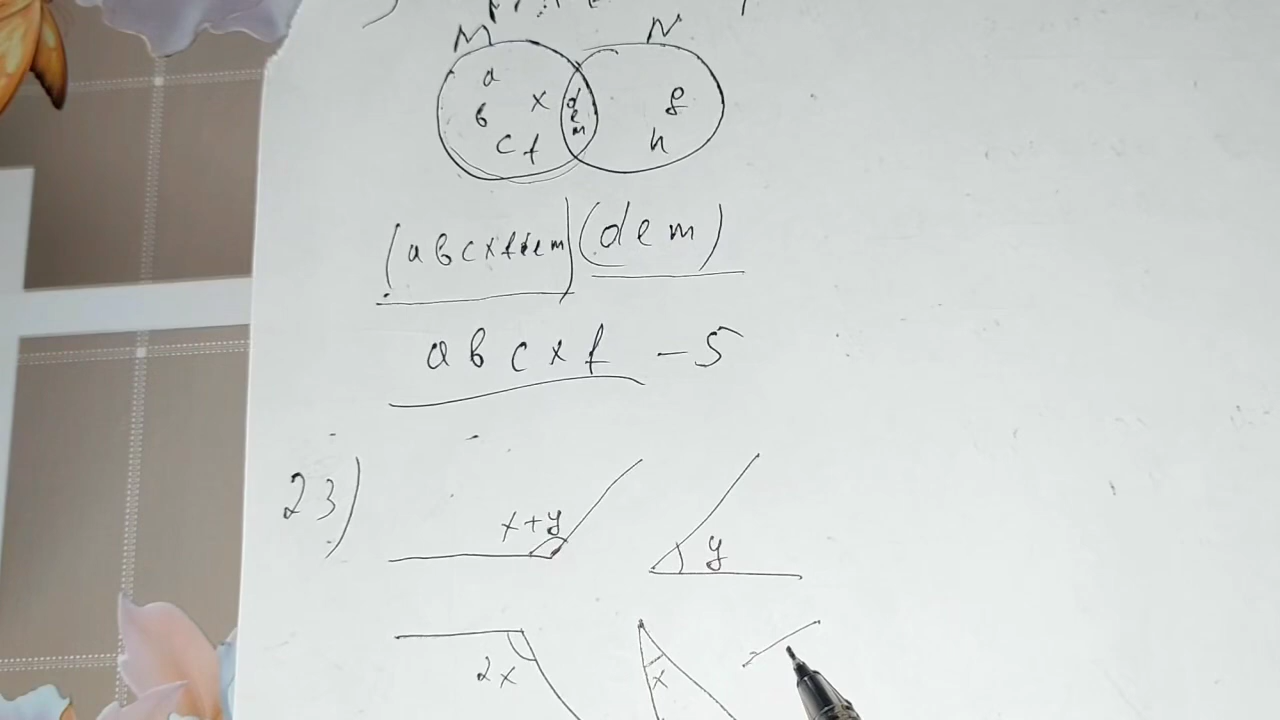 M N
a
b x d g
e
c f m h
(a b c x f d e m) (d e m)
a b c x f - 5
23)
x+y y
2x x